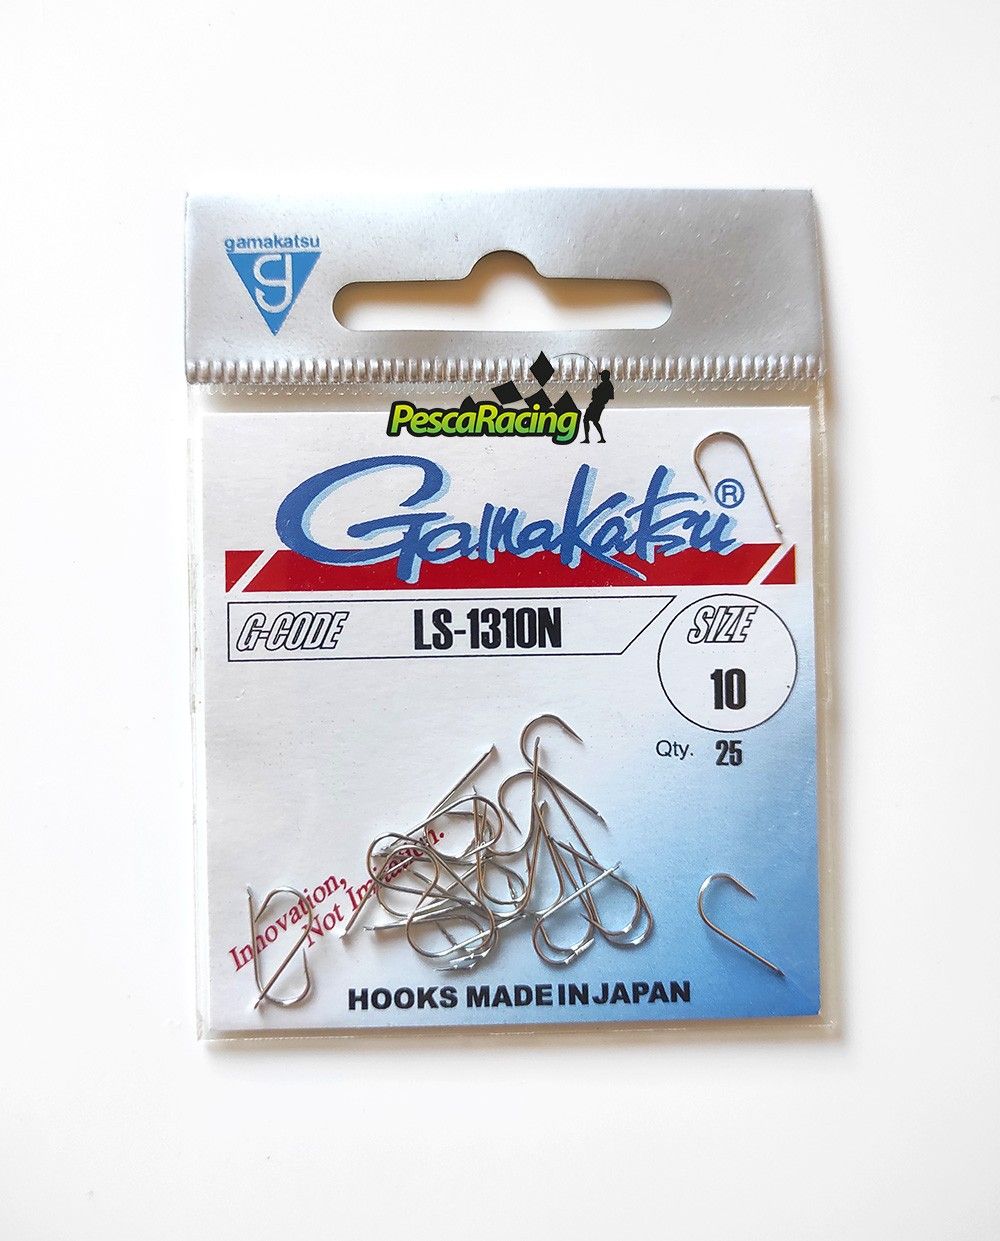 gamakatsu
g
PescaRacing
Gamakatsu®
G-CODE LS-1310N
SIZE
10
Qty. 25
Innovation,
Not Imitation.
HOOKS MADE IN JAPAN